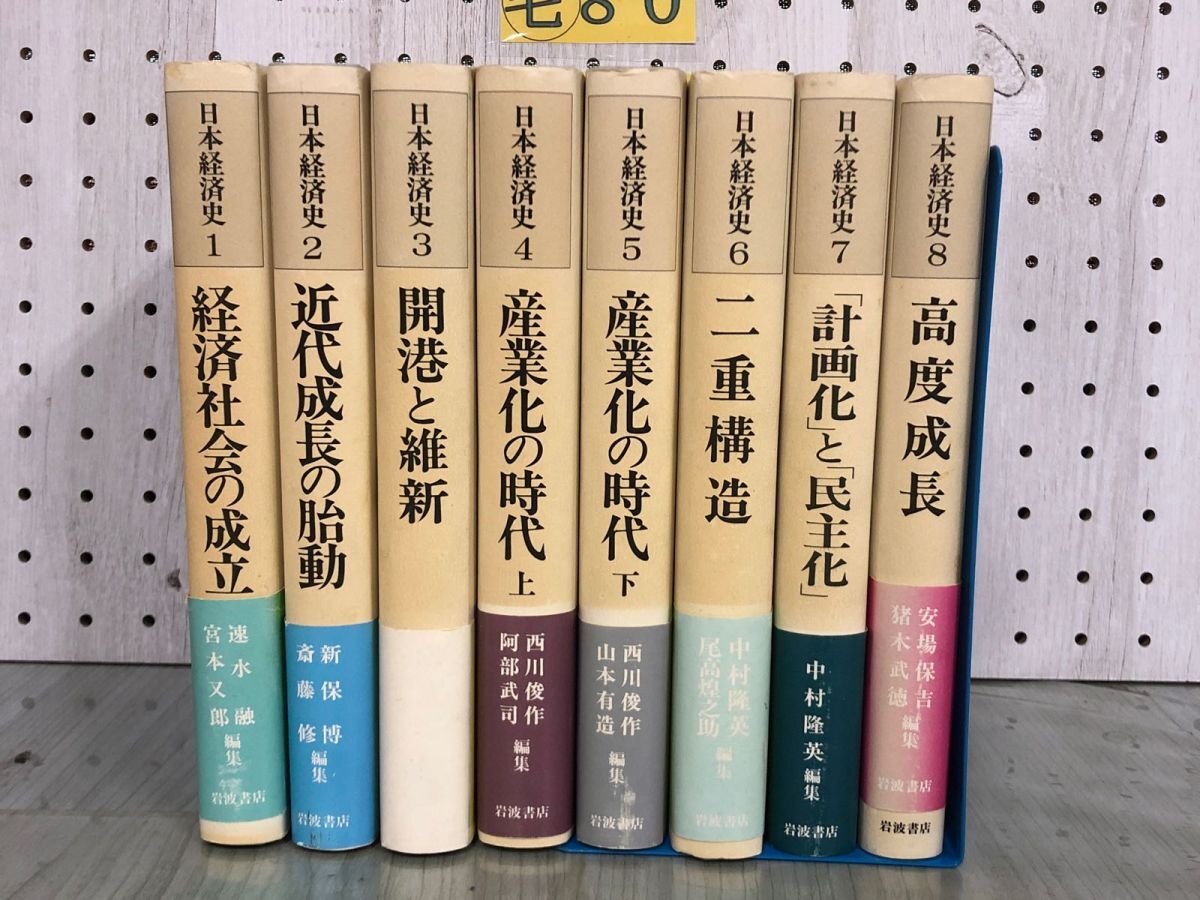 80
日本経済史 1
経済社会の成立
速水 融
宮本又郎
編集
岩波書店
日本経済史 2
近代成長の胎動
新保 博
斎藤 修
編集
岩波書店
日本経済史 3
開港と維新
日本経済史 4
産業化の時代 上
西川俊作
阿部武司
編集
岩波書店
日本経済史 5
産業化の時代 下
西川俊作
山本有造
編集
岩波書店
日本経済史 6
二重構造
中村隆英
尾高煌之助
編集
岩波書店
日本経済史 7
「計画化」と「民主化」
中村隆英 編集
岩波書店
日本経済史 8
高度成長
安場保吉
猪木武徳
編集
岩波書店